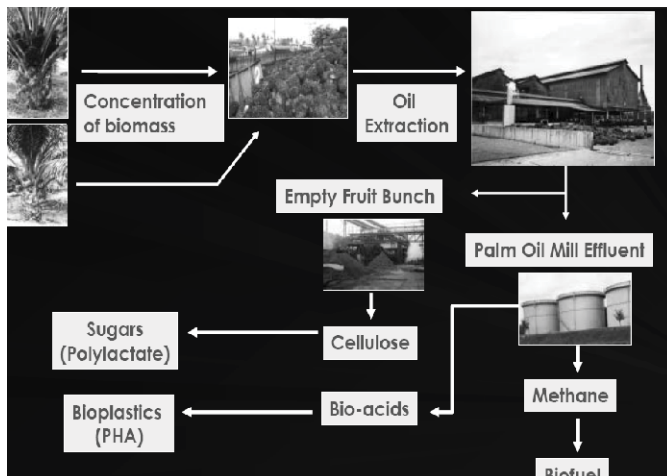 Concentration
of biomass
Oil
Extraction
Empty Fruit Bunch
Palm Oil Mill Effluent
Sugars
(Polylactate)
Cellulose
Bioplastics
(PHA)
Bio-acids
Methane
Biofuel